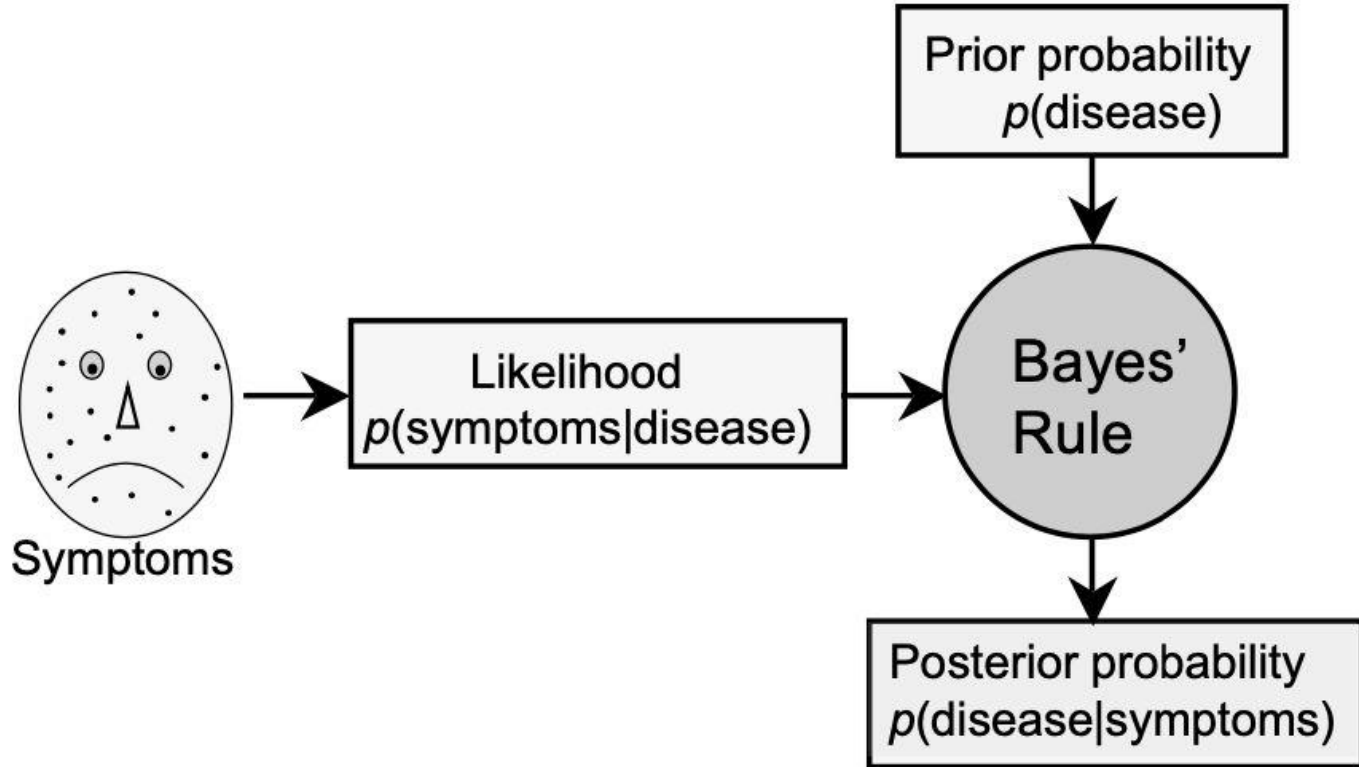 Prior probability
p(disease)
Likelihood
p(symptoms|disease)
Bayes’
Rule
Symptoms
Posterior probability
p(disease|symptoms)